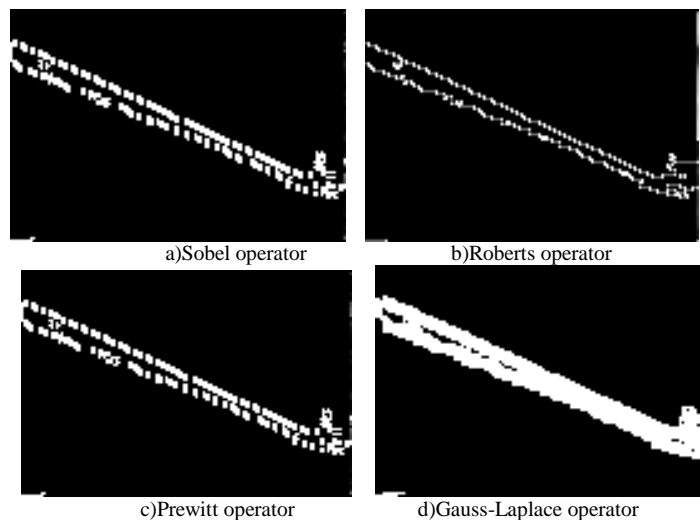 a)Sobel operator
b)Roberts operator
c)Prewitt operator
d)Gauss-Laplace operator